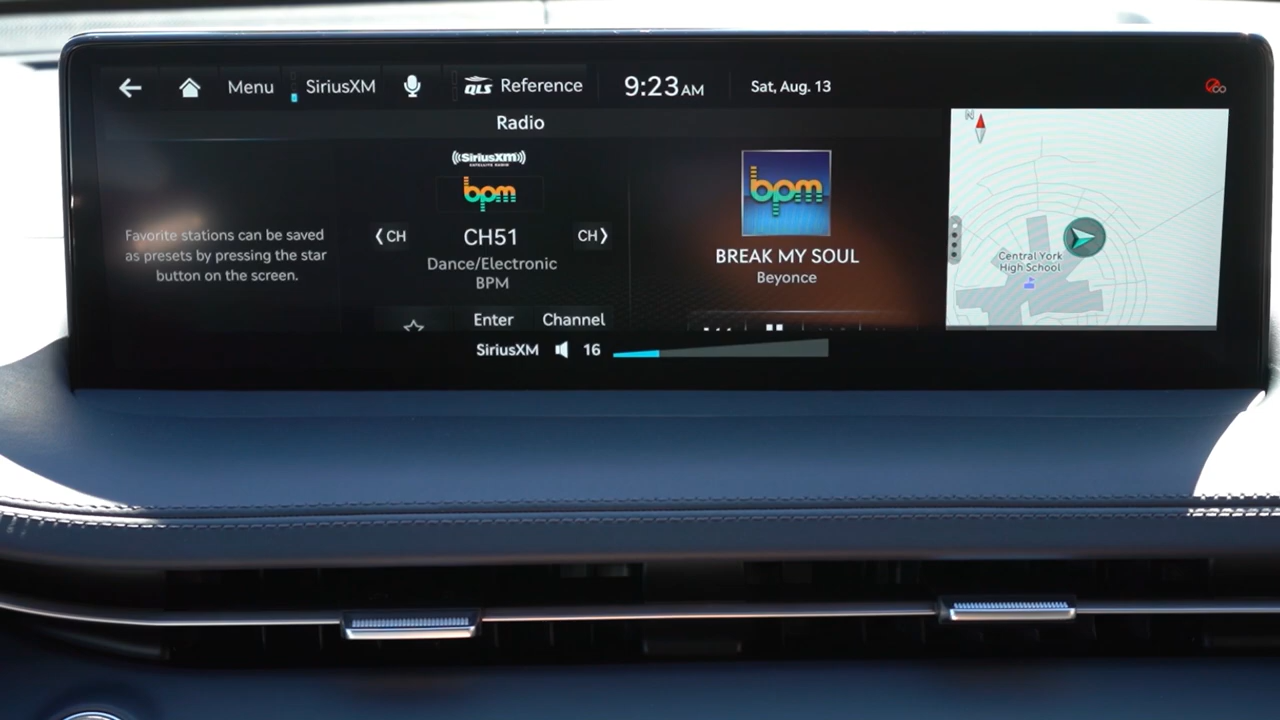 Menu
SiriusXM
QLS Reference
9:23AM
Sat, Aug. 13
Radio
Favorite stations can be saved
as presets by pressing the star
button on the screen.
((SiriusXM))
SATELLITE RADIO
bpm
CH
CH51
CH
Dance/Electronic
BPM
Enter Channel
bpm
BREAK MY SOUL
Beyonce
SiriusXM 16
N
Central York
High School